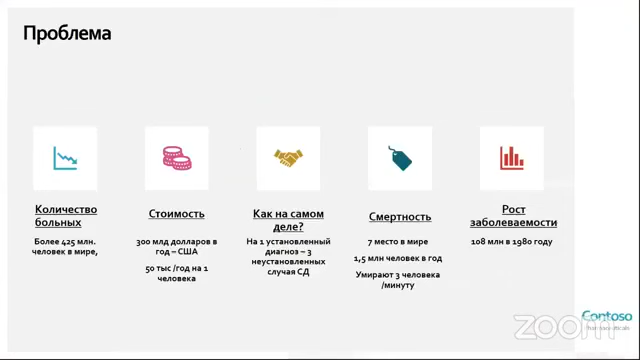 Проблема
Количество
больных
Более 425 млн.
человек в мире,
Стоимость
300 млд долларов в
год – США
50 тыс /год на 1
человека
Как на самом
деле?
На 1 установленный
диагноз – 3
неустановленных
случая СД
Смертность
7 место в мире
1,5 млн человек в год
Умирают 3 человека
/минуту
Рост
заболеваемости
108 млн в 1980 году
Contoso
Pharmaceuticals
zoom